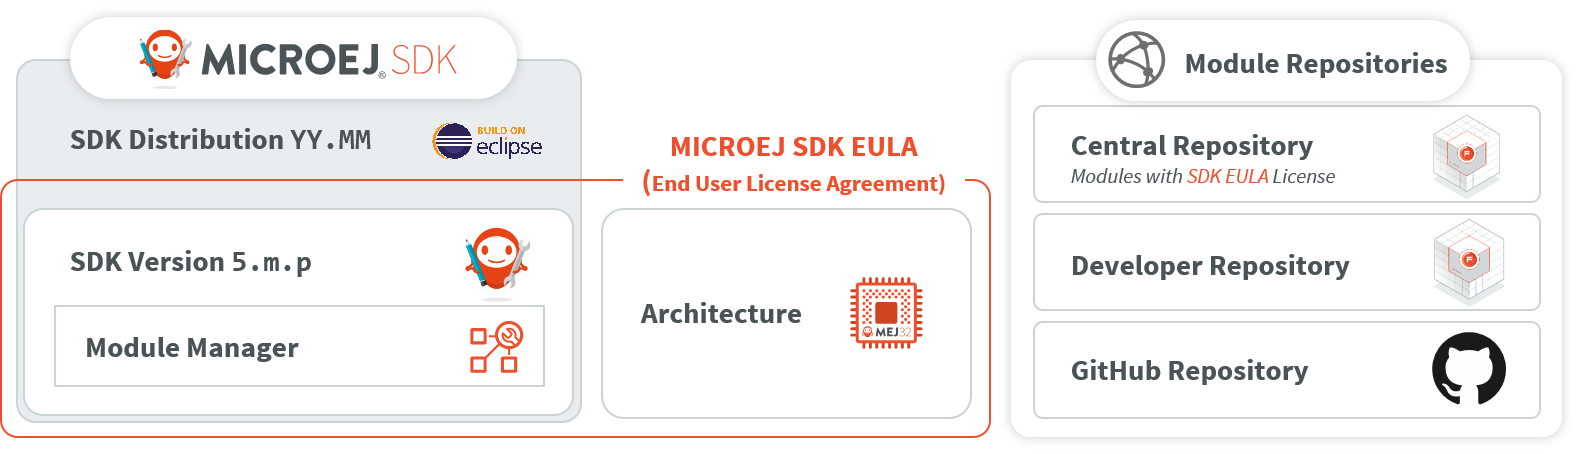 MICROEJ® SDK
SDK Distribution YY.MM
BUILD ON
eclipse
SDK Version 5.m.p
Module Manager
MICROEJ SDK EULA
(End User License Agreement)
Architecture
MEJ32
Module Repositories
Central Repository
Modules with SDK EULA License
Developer Repository
GitHub Repository